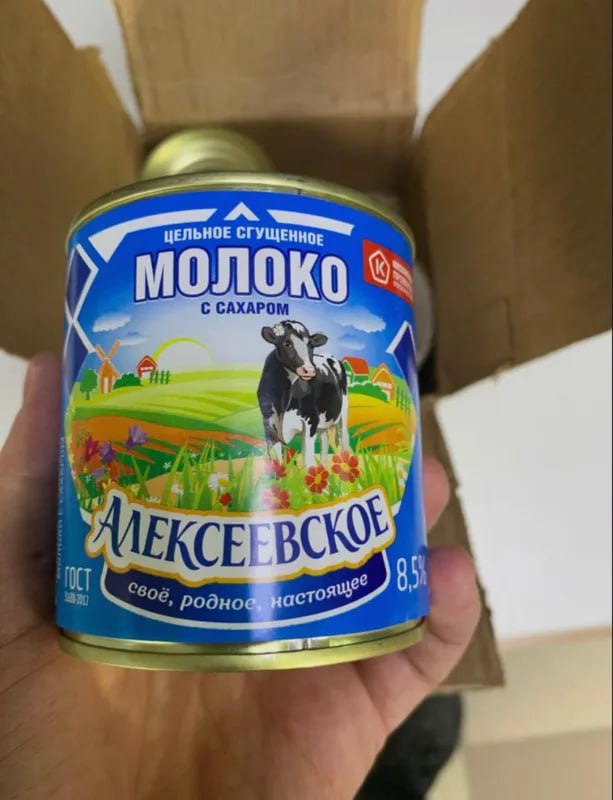 ЦЕЛЬНОЕ СГУЩЕННОЕ
МОЛОКО
С САХАРОМ
К
АЛЕКСЕЕВСКОЕ
своё, родное, настоящее
ГОСТ
8,5%